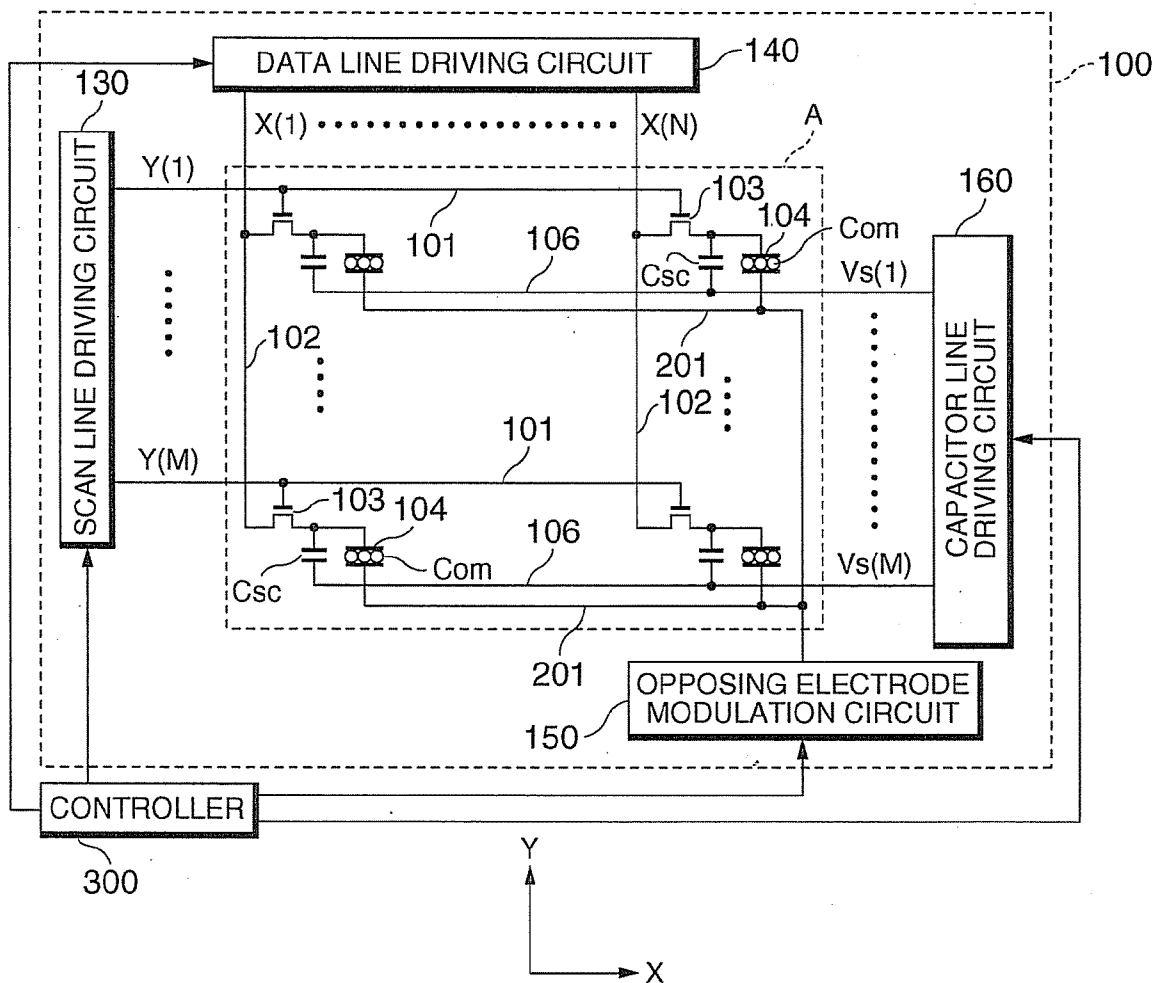 DATA LINE DRIVING CIRCUIT
140
100
130
X(1)
X(N)
A
SCAN LINE DRIVING CIRCUIT
Y(1)
103
160
104
101
106
Com
Csc
Vs(1)
102
201
CAPACITOR LINE
DRIVING CIRCUIT
102
Y(M)
101
103
104
106
Csc
Com
Vs(M)
201
OPPOSING ELECTRODE
MODULATION CIRCUIT
150
CONTROLLER
300
Y
X